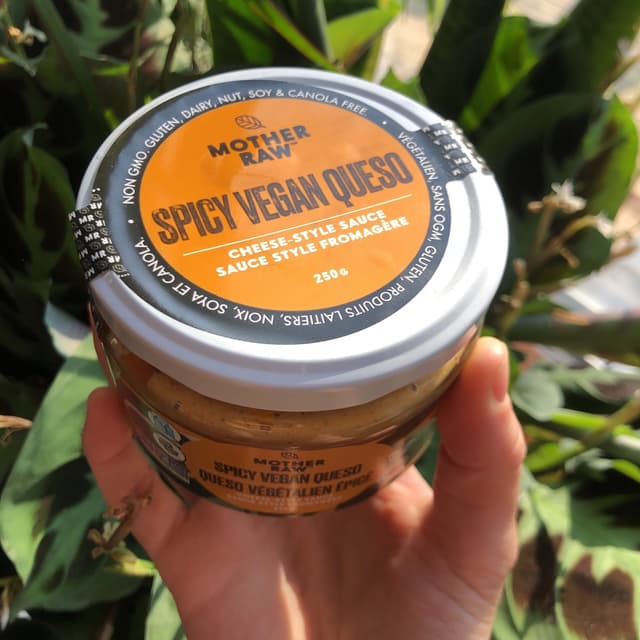 NON GMO, GLUTEN, DAIRY, NUT, SOY & CANOLA FREE.
MOTHER
RAW™
SPICY VEGAN QUESO
CHEESE-STYLE SAUCE
SAUCE STYLE FROMAGÈRE
250 G
VÉGÉTALIEN, SANS OGM, GLUTEN, PRODUITS LAITIERS, NOIX, SOYA ET CANOLA
MOTHER
RAW
SPICY VEGAN QUESO
QUESO VÉGÉTALIEN ÉPICÉ